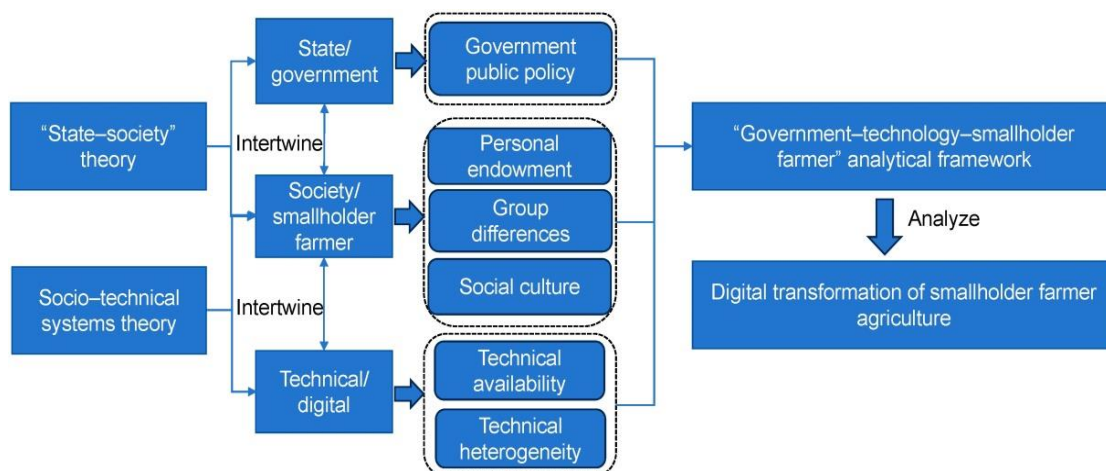 “State–society”
theory
Socio–technical
systems theory
State/
government
Intertwine
Society/
smallholder
farmer
Intertwine
Technical/
digital
Government
public policy
Personal
endowment
Group
differences
Social culture
Technical
availability
Technical
heterogeneity
“Government–technology–smallholder
farmer” analytical framework
Analyze
Digital transformation of smallholder farmer
agriculture